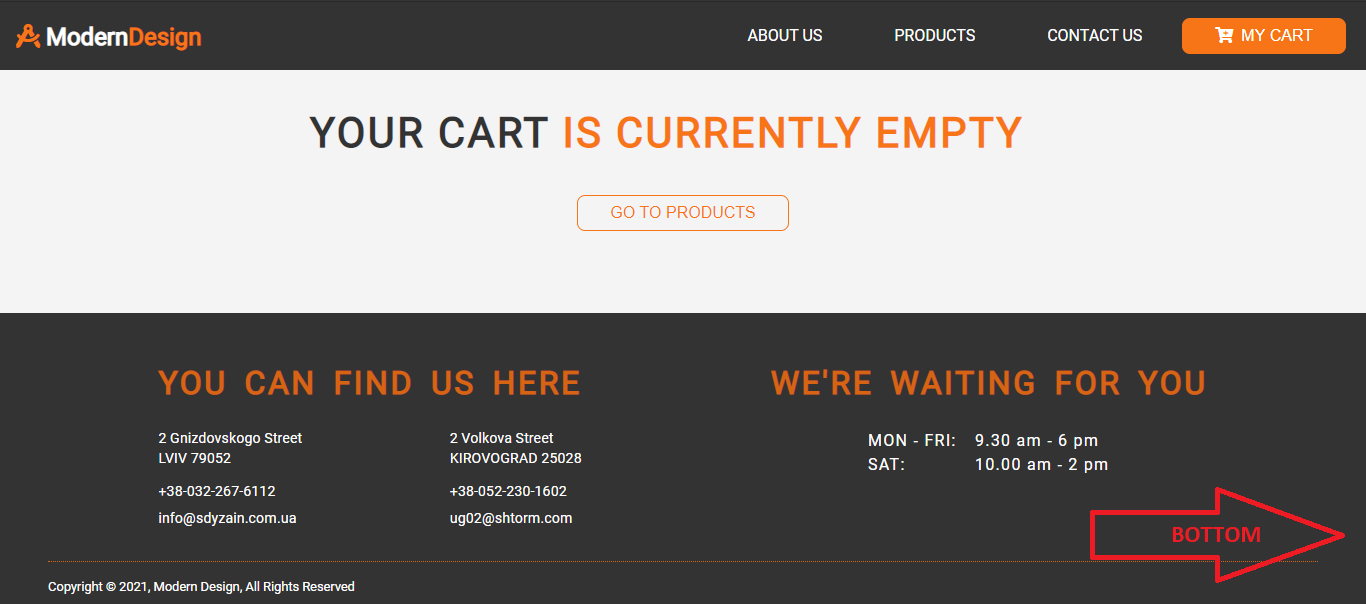 ModernDesign
ABOUT US
PRODUCTS
CONTACT US
MY CART
YOUR CART IS CURRENTLY EMPTY
GO TO PRODUCTS
YOU CAN FIND US HERE
2 Gnizdovskogo Street
LVIV 79052
+38-032-267-6112
info@sdyzain.com.ua
2 Volkova Street
KIROVOGRAD 25028
+38-052-230-1602
ug02@shtorm.com
WE'RE WAITING FOR YOU
MON - FRI: 9.30 am - 6 pm
SAT: 10.00 am - 2 pm
BOTTOM
Copyright © 2021, Modern Design, All Rights Reserved